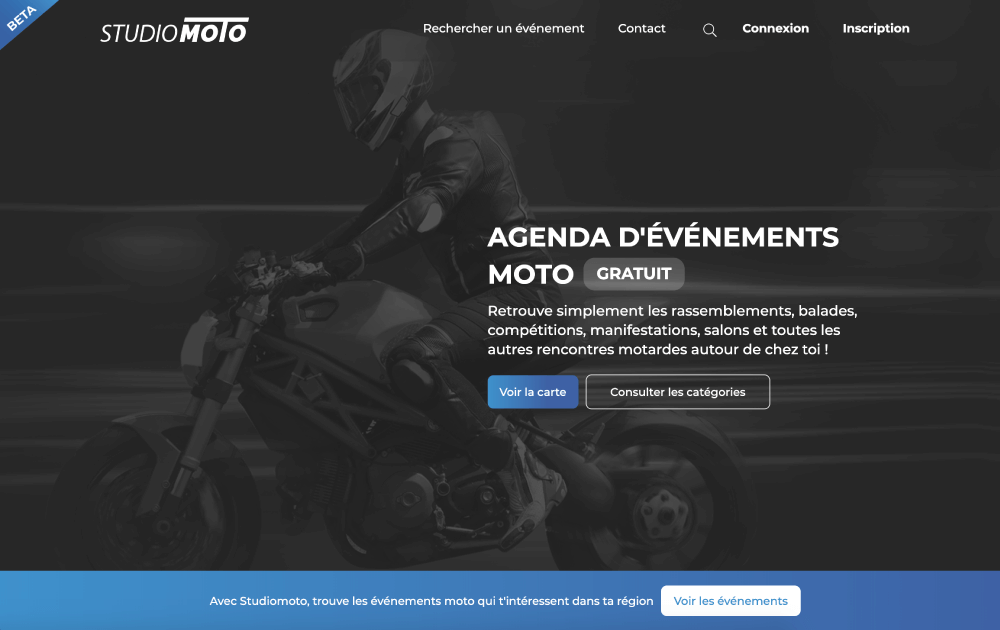 BETA
STUDIO MOTO
Rechercher un événement
Contact
Connexion
Inscription
AGENDA D'ÉVÉNEMENTS
MOTO GRATUIT
Retrouve simplement les rassemblements, balades,
compétitions, manifestations, salons et toutes les
autres rencontres motardes autour de chez toi !
Voir la carte
Consulter les catégories
Avec Studiomoto, trouve les événements moto qui t'intéressent dans ta région
Voir les événements